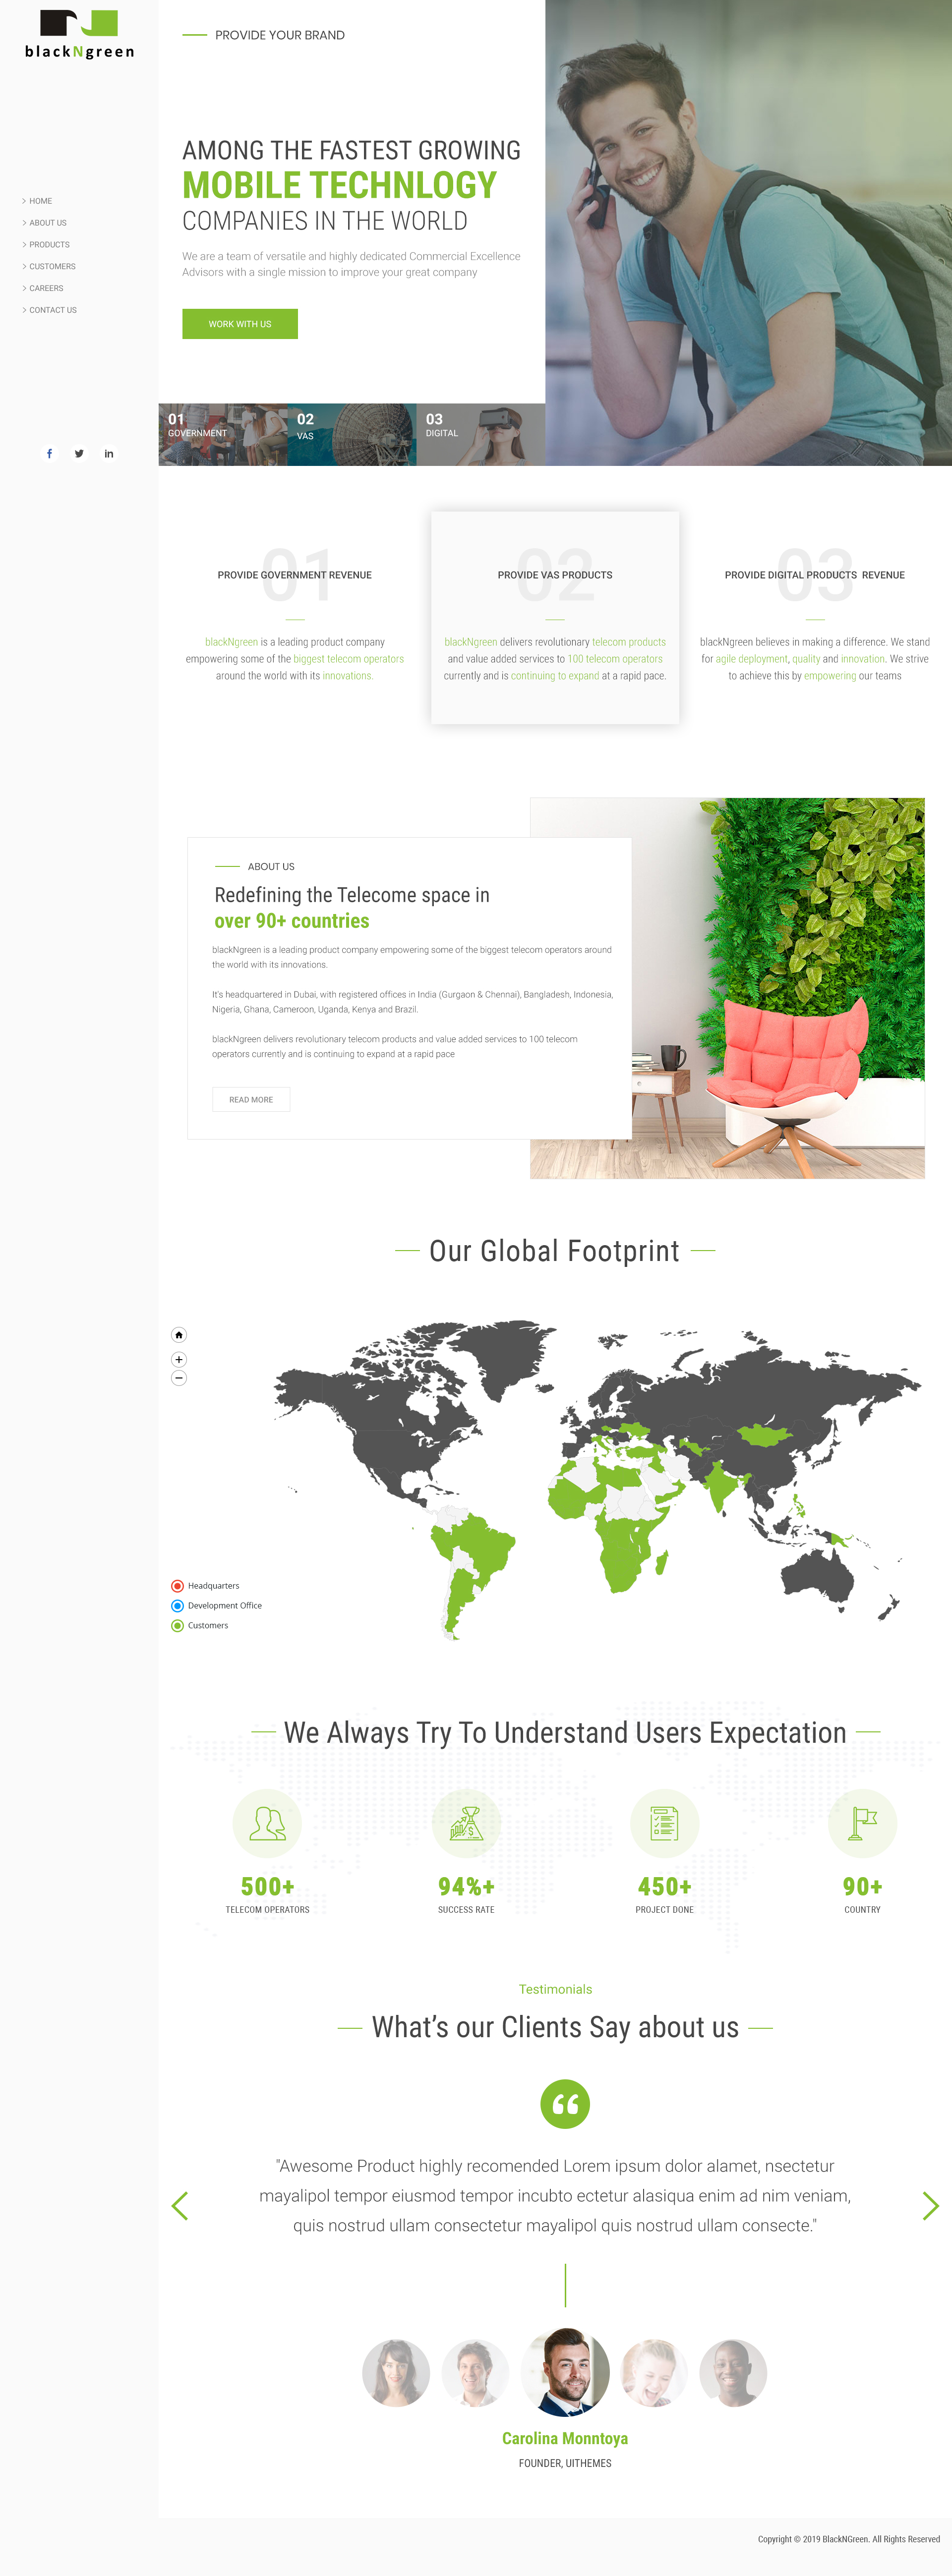 blackNgreen
HOME
ABOUT US
PRODUCTS
CUSTOMERS
CAREERS
CONTACT US
f
in
PROVIDE YOUR BRAND
AMONG THE FASTEST GROWING
MOBILE TECHNLOGY
COMPANIES IN THE WORLD
We are a team of versatile and highly dedicated Commercial Excellence
Advisors with a single mission to improve your great company
WORK WITH US
01
GOVERNMENT
02
VAS
03
DIGITAL
01
PROVIDE GOVERNMENT REVENUE
blackNgreen is a leading product company
empowering some of the biggest telecom operators
around the world with its innovations.
02
PROVIDE VAS PRODUCTS
blackNgreen delivers revolutionary telecom products
and value added services to 100 telecom operators
currently and is continuing to expand at a rapid pace.
03
PROVIDE DIGITAL PRODUCTS REVENUE
blackNgreen believes in making a difference. We stand
for agile deployment, quality and innovation. We strive
to achieve this by empowering our teams
ABOUT US
Redefining the Telecome space in
over 90+ countries
blackNgreen is a leading product company empowering some of the biggest telecom operators around
the world with its innovations.
It's headquartered in Dubai, with registered offices in India (Gurgaon & Chennai), Bangladesh, Indonesia,
Nigeria, Ghana, Cameroon, Uganda, Kenya and Brazil.
blackNgreen delivers revolutionary telecom products and value added services to 100 telecom
operators currently and is continuing to expand at a rapid pace
READ MORE
Our Global Footprint
Headquarters
Development Office
Customers
We Always Try To Understand Users Expectation
500+
TELECOM OPERATORS
94%+
SUCCESS RATE
450+
PROJECT DONE
90+
COUNTRY
Testimonials
What's our Clients Say about us
"Awesome Product highly recomended Lorem ipsum dolor alamet, nsectetur
mayalipol tempor eiusmod tempor incubto ectetur alasiqua enim ad nim veniam,
quis nostrud ullam consectetur mayalipol quis nostrud ullam consecte."
Carolina Monntoya
FOUNDER, UITHEMES
Copyright © 2019 BlackNGreen. All Rights Reserved